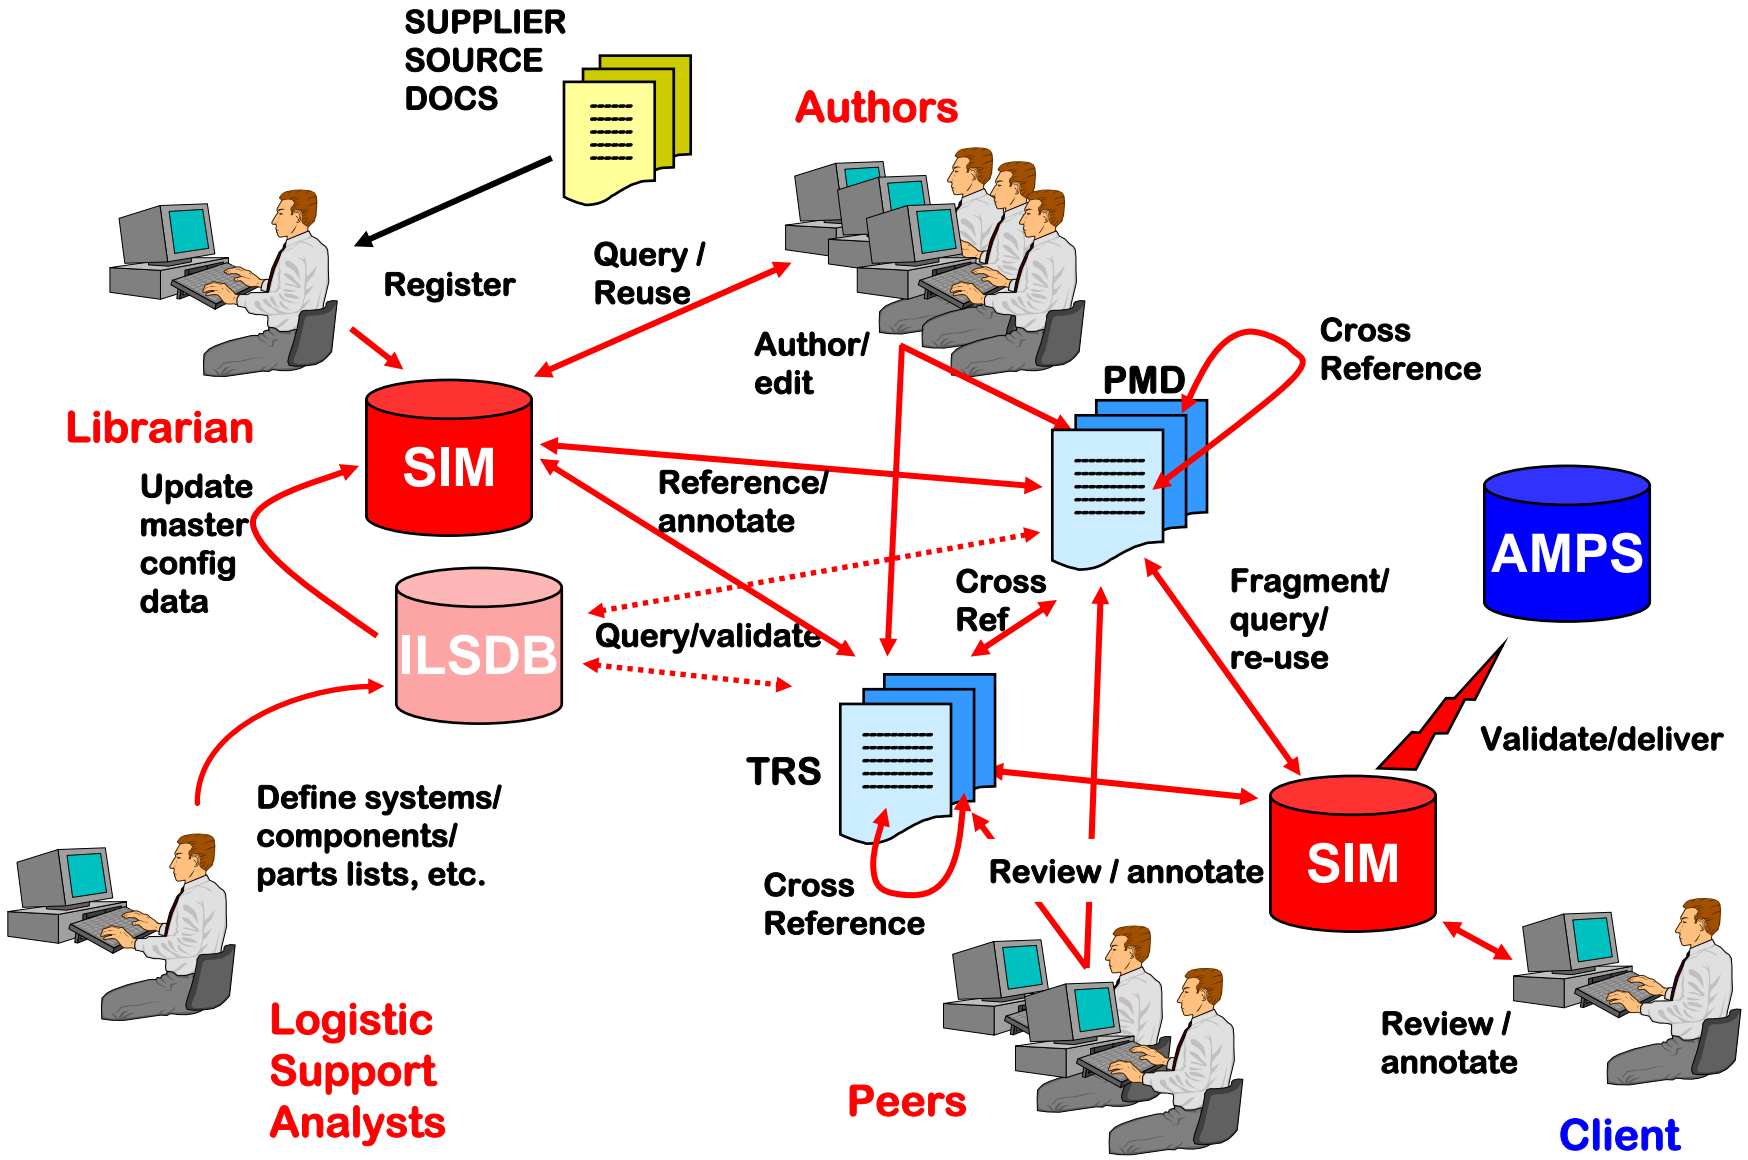 SUPPLIER
SOURCE
DOCS
Authors
Register
Query /
Reuse
Author/
edit
Cross
Reference
PMD
Librarian
SIM
Update
master
config
data
Reference/
annotate
AMPS
Cross
Ref
Fragment/
query/
re-use
ILSDB
Query/validate
Validate/deliver
TRS
Define systems/
components/
parts lists, etc.
SIM
Cross
Reference
Review / annotate
Review /
annotate
Logistic
Support
Analysts
Peers
Client